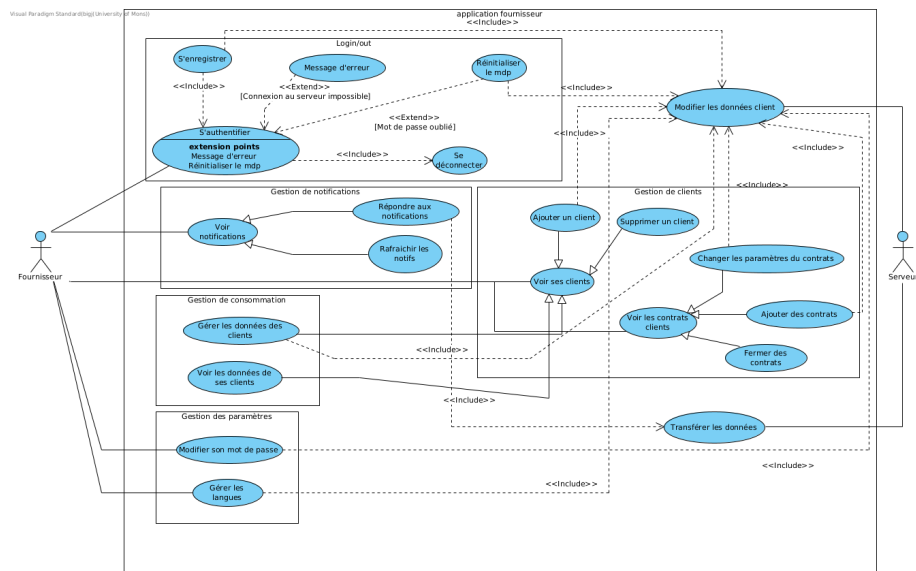 Visual Paradigm Standard(bigj(University of Mons))
application fournisseur
<<Include>>
Login/out
S'enregistrer
Message d'erreur
Réinitialiser
le mdp
<<Include>>
<<Extend>>
[Connexion au serveur impossible]
<<Include>>
Modifier les données client
<<Extend>>
[Mot de passe oublié]
S'authentifier
extension points
Message d'erreur
Réinitialiser le mdp
<<Include>>
Se
déconnecter
<<Include>>
<<Include>>
<<Include>>
Gestion de notifications
Voir
notifications
Répondre aux
notifications
Rafraichir les
notifs
Gestion de clients
Ajouter un client
Supprimer un client
Changer les paramètres du contrats
Voir ses clients
Voir les contrats
clients
Ajouter des contrats
Fermer des
contrats
Fournisseur
Serveur
Gestion de consommation
Gérer les données des
clients
<<Include>>
Voir les données de
ses clients
<<Include>>
Gestion des paramètres
Modifier son mot de passe
Transférer les données
<<Include>>
Gérer les
langues
<<Include>>